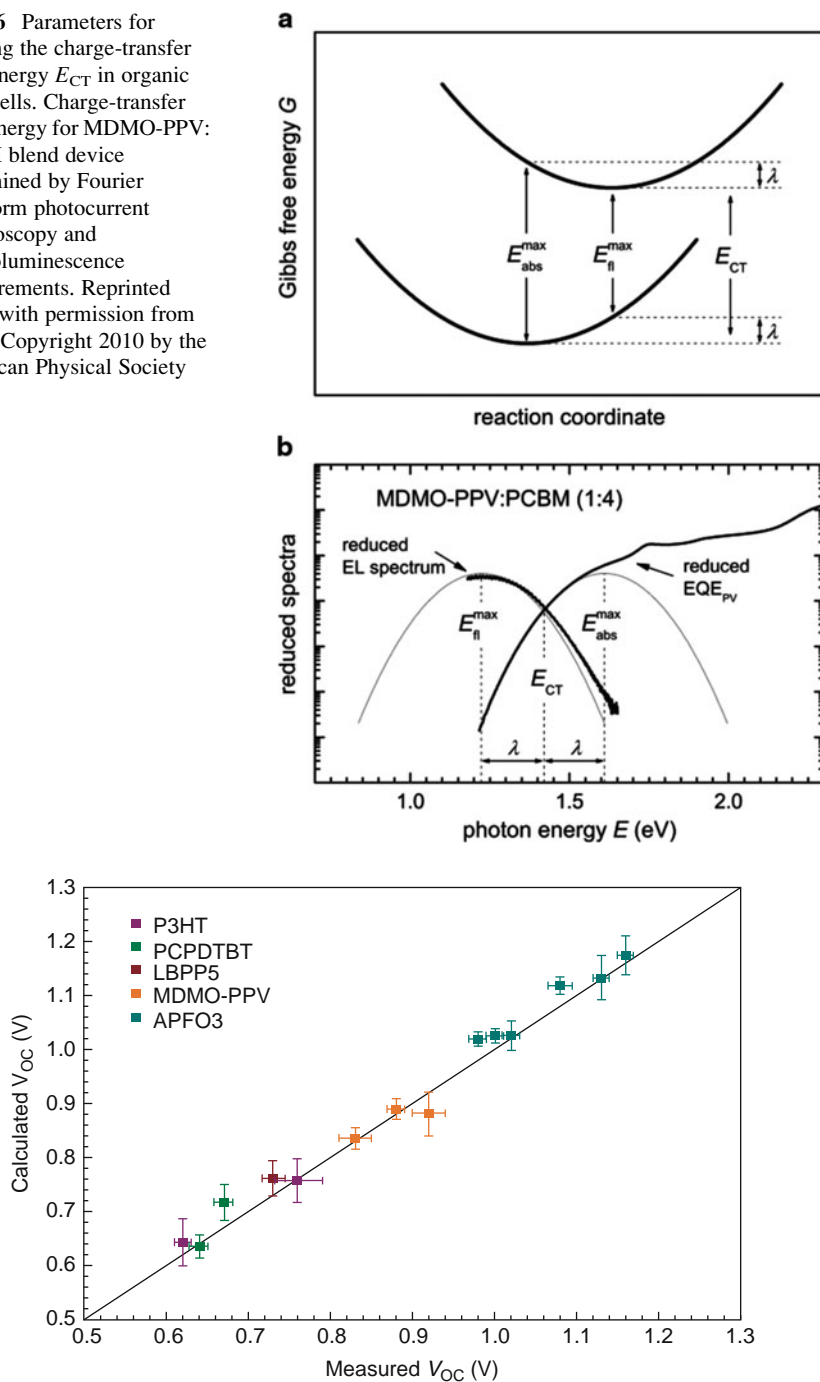 6 Parameters for
ng the charge-transfer
nergy E_CT in organic
ells. Charge-transfer
nergy for MDMO-PPV:
blend device
ined by Fourier
orm photocurrent
oscopy and
oluminescence
rements. Reprinted
with permission from
Copyright 2010 by the
can Physical Society
a
Gibbs free energy G
E_abs^max
E_fl^max
E_CT
λ
λ
reaction coordinate
b
MDMO-PPV:PCBM (1:4)
reduced
EL spectrum
reduced
EQE_PV
reduced spectra
E_fl^max
E_abs^max
E_CT
λ
λ
1.0
1.5
2.0
photon energy E (eV)
1.3
1.2
1.1
1.0
0.9
0.8
0.7
0.6
0.5
Calculated V_OC (V)
P3HT
PCPDTBT
LBPP5
MDMO-PPV
APFO3
0.5
0.6
0.7
0.8
0.9
1.0
1.1
1.2
1.3
Measured V_OC (V)